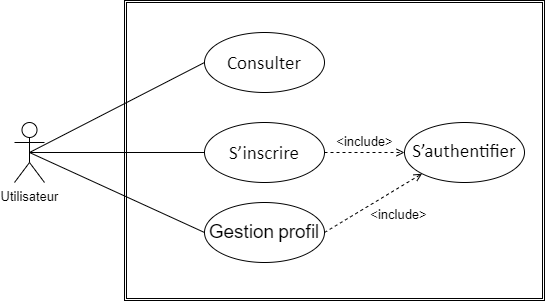 Consulter
S'inscrire
<include>
S'authentifier
Utilisateur
Gestion profil
<include>